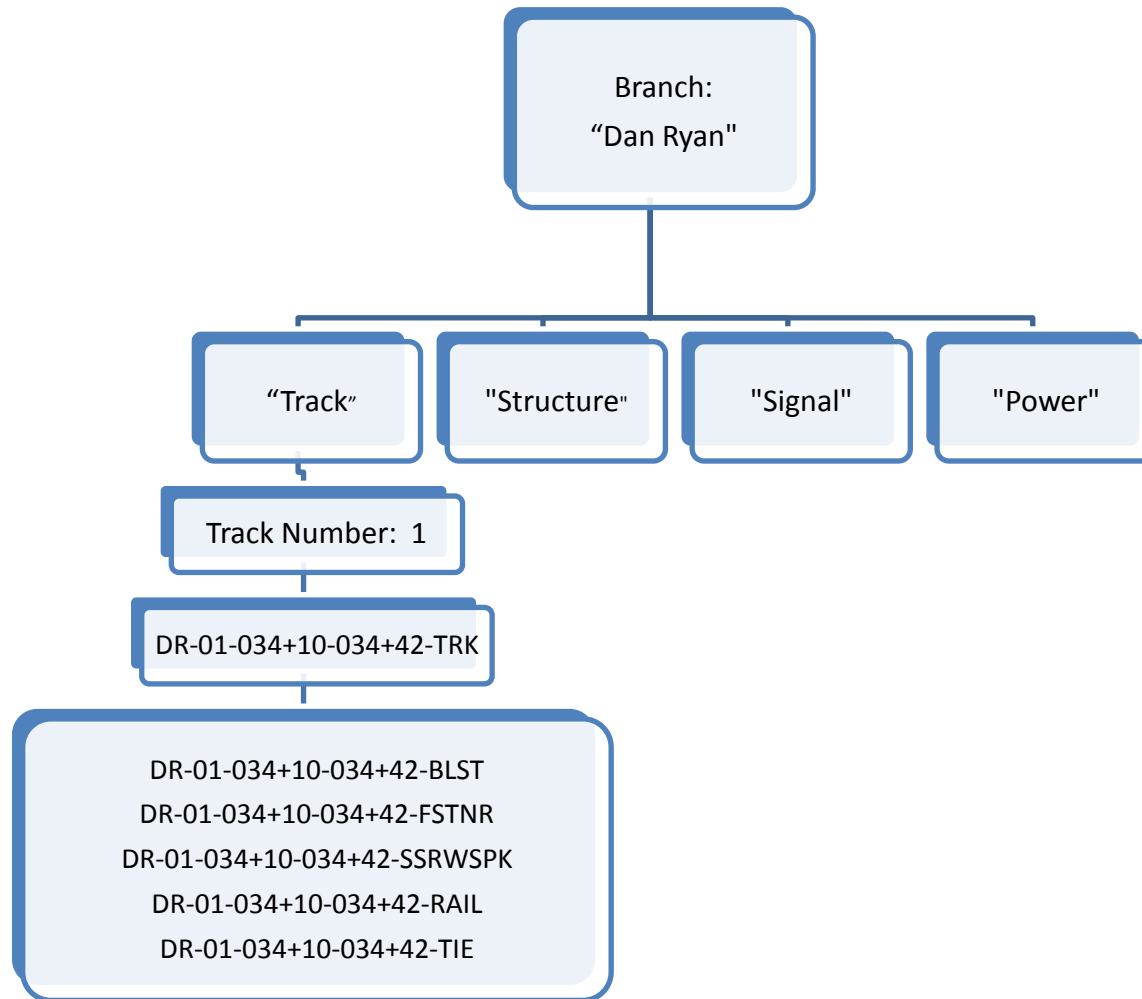 Branch:
“Dan Ryan"
“Track”
"Structure"
"Signal"
"Power"
Track Number:  1
DR-01-034+10-034+42-TRK
DR-01-034+10-034+42-BLST
DR-01-034+10-034+42-FSTNR
DR-01-034+10-034+42-SSRWSPK
DR-01-034+10-034+42-RAIL
DR-01-034+10-034+42-TIE